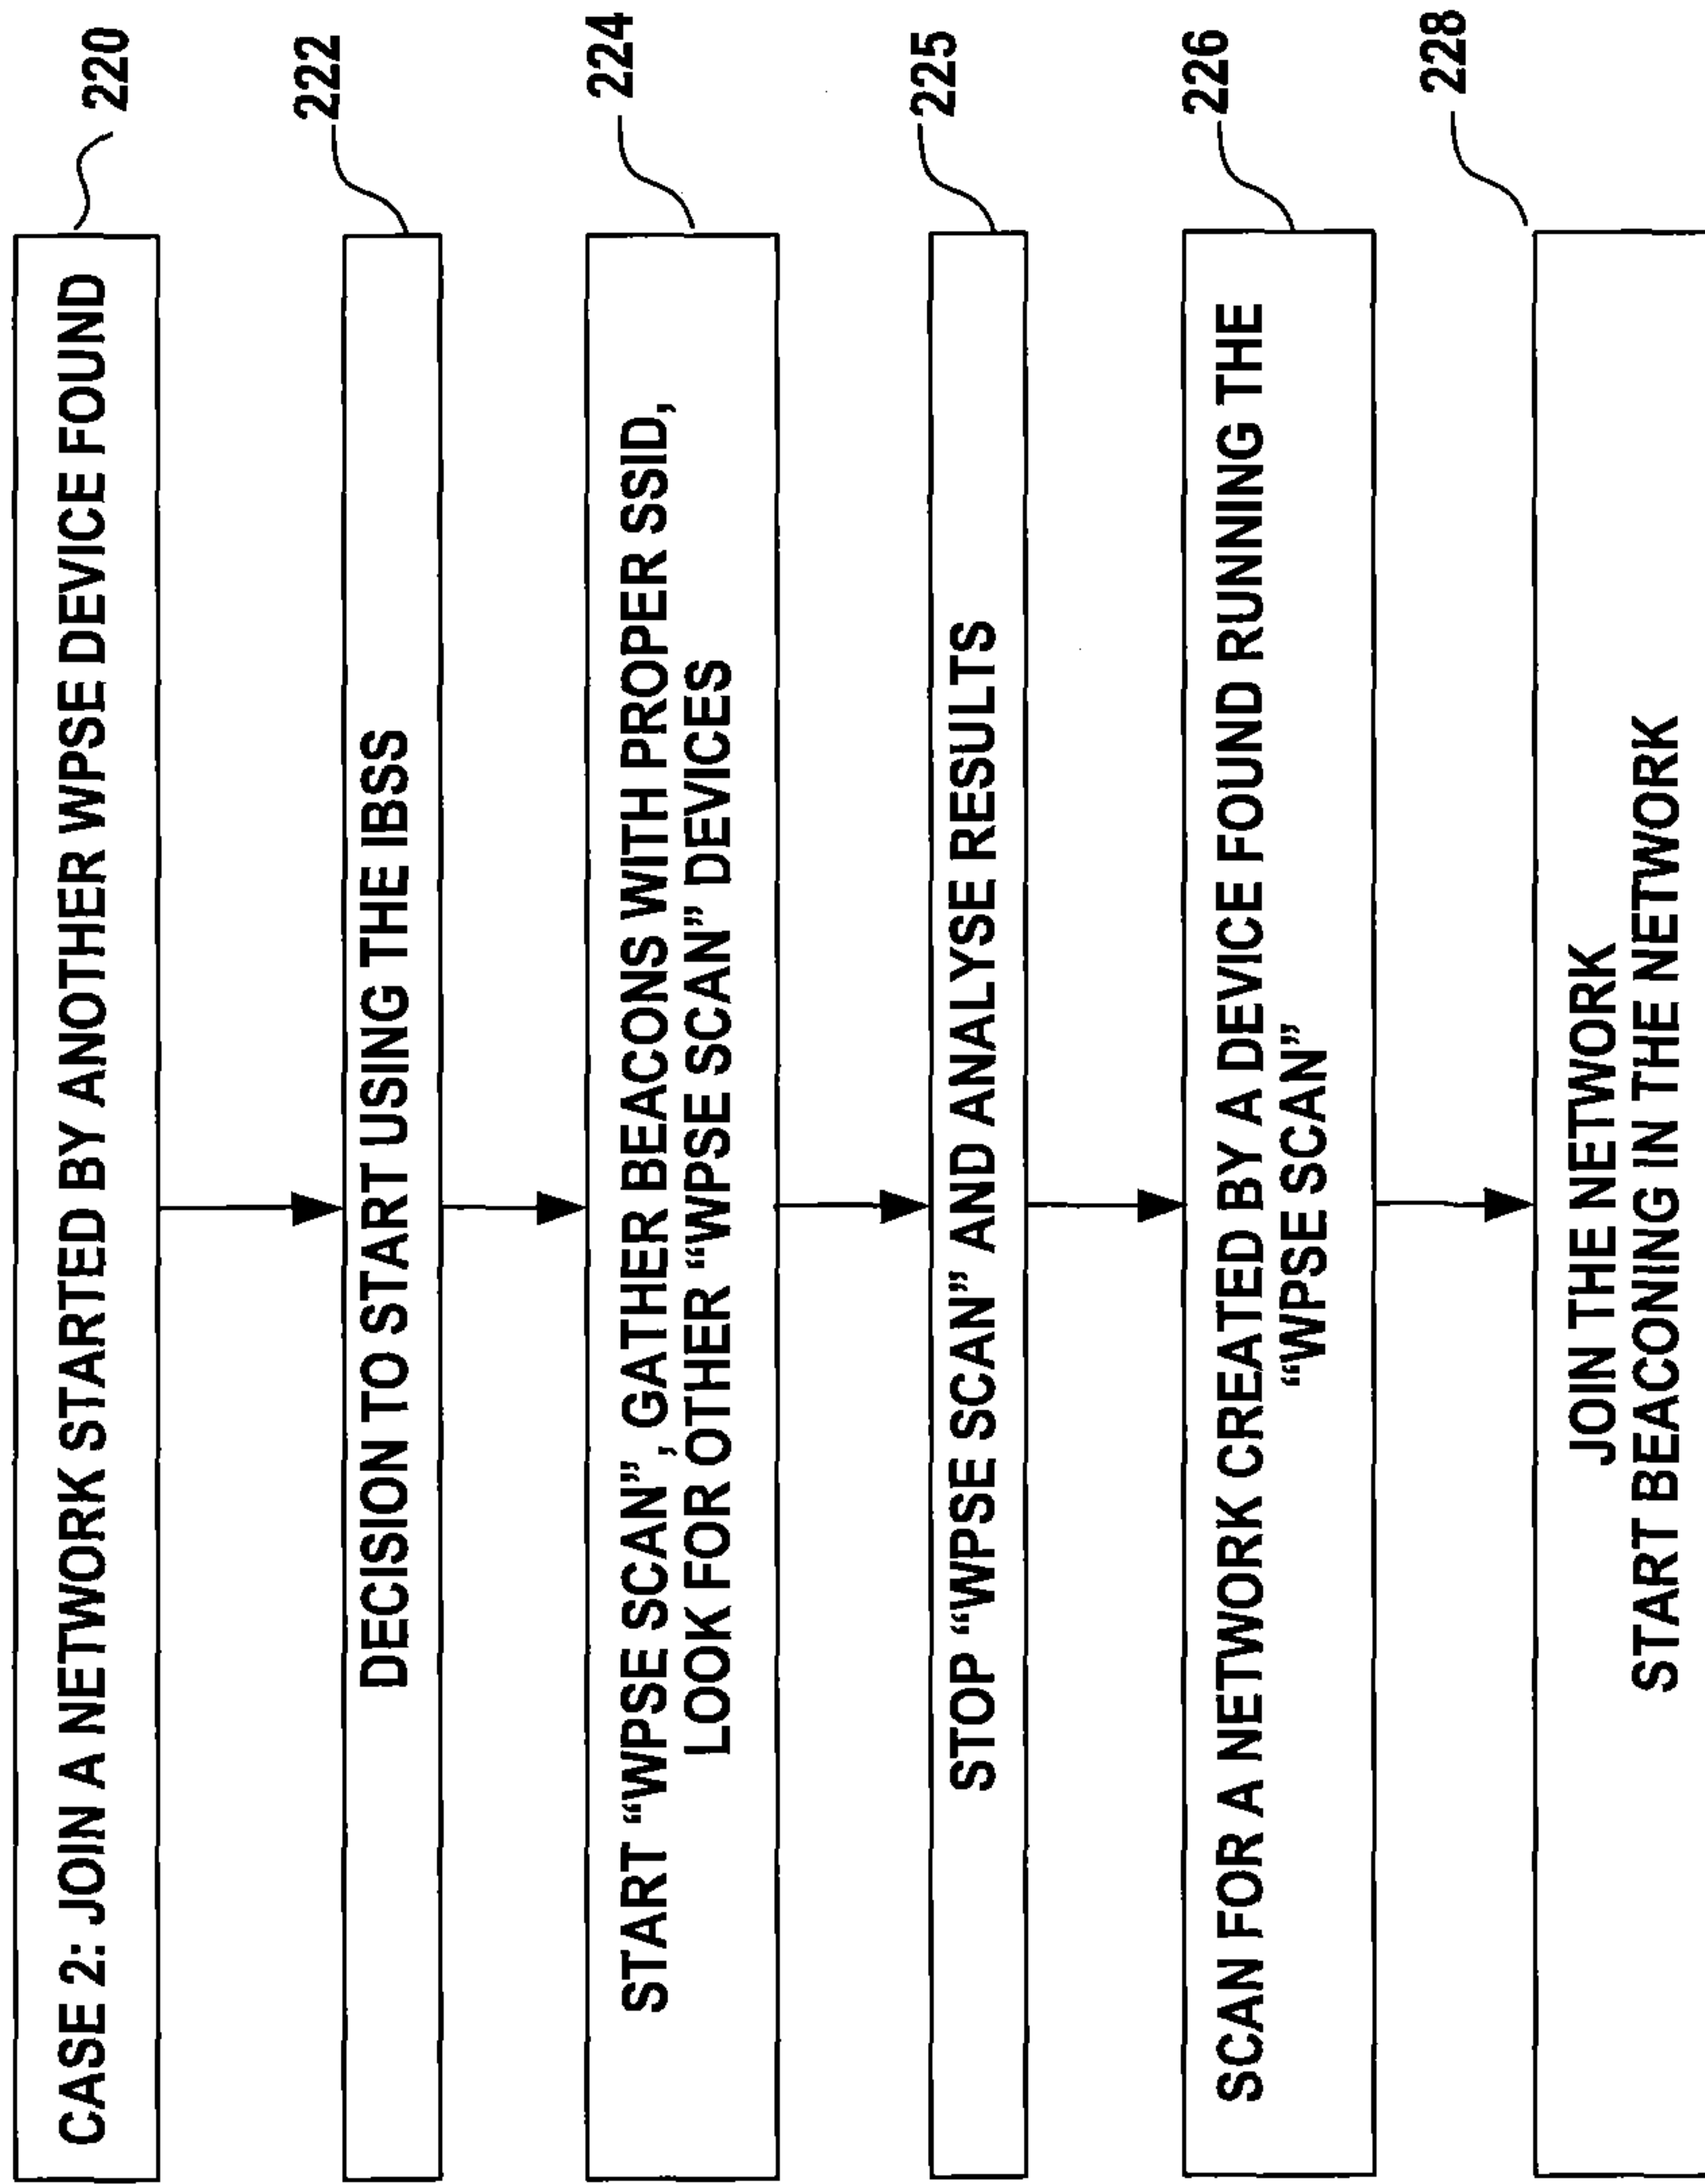 CASE 2: JOIN A NETWORK STARTED BY ANOTHER WPSE DEVICE FOUND
220
DECISION TO START USING THE IBSS
222
START “WPSE SCAN”, GATHER BEACONS WITH PROPER SSID,
LOOK FOR OTHER “WPSE SCAN” DEVICES
224
STOP “WPSE SCAN” AND ANALYSE RESULTS
225
SCAN FOR A NETWORK CREATED BY A DEVICE FOUND RUNNING THE
“WPSE SCAN”
226
JOIN THE NETWORK
START BEACONING IN THE NETWORK
228